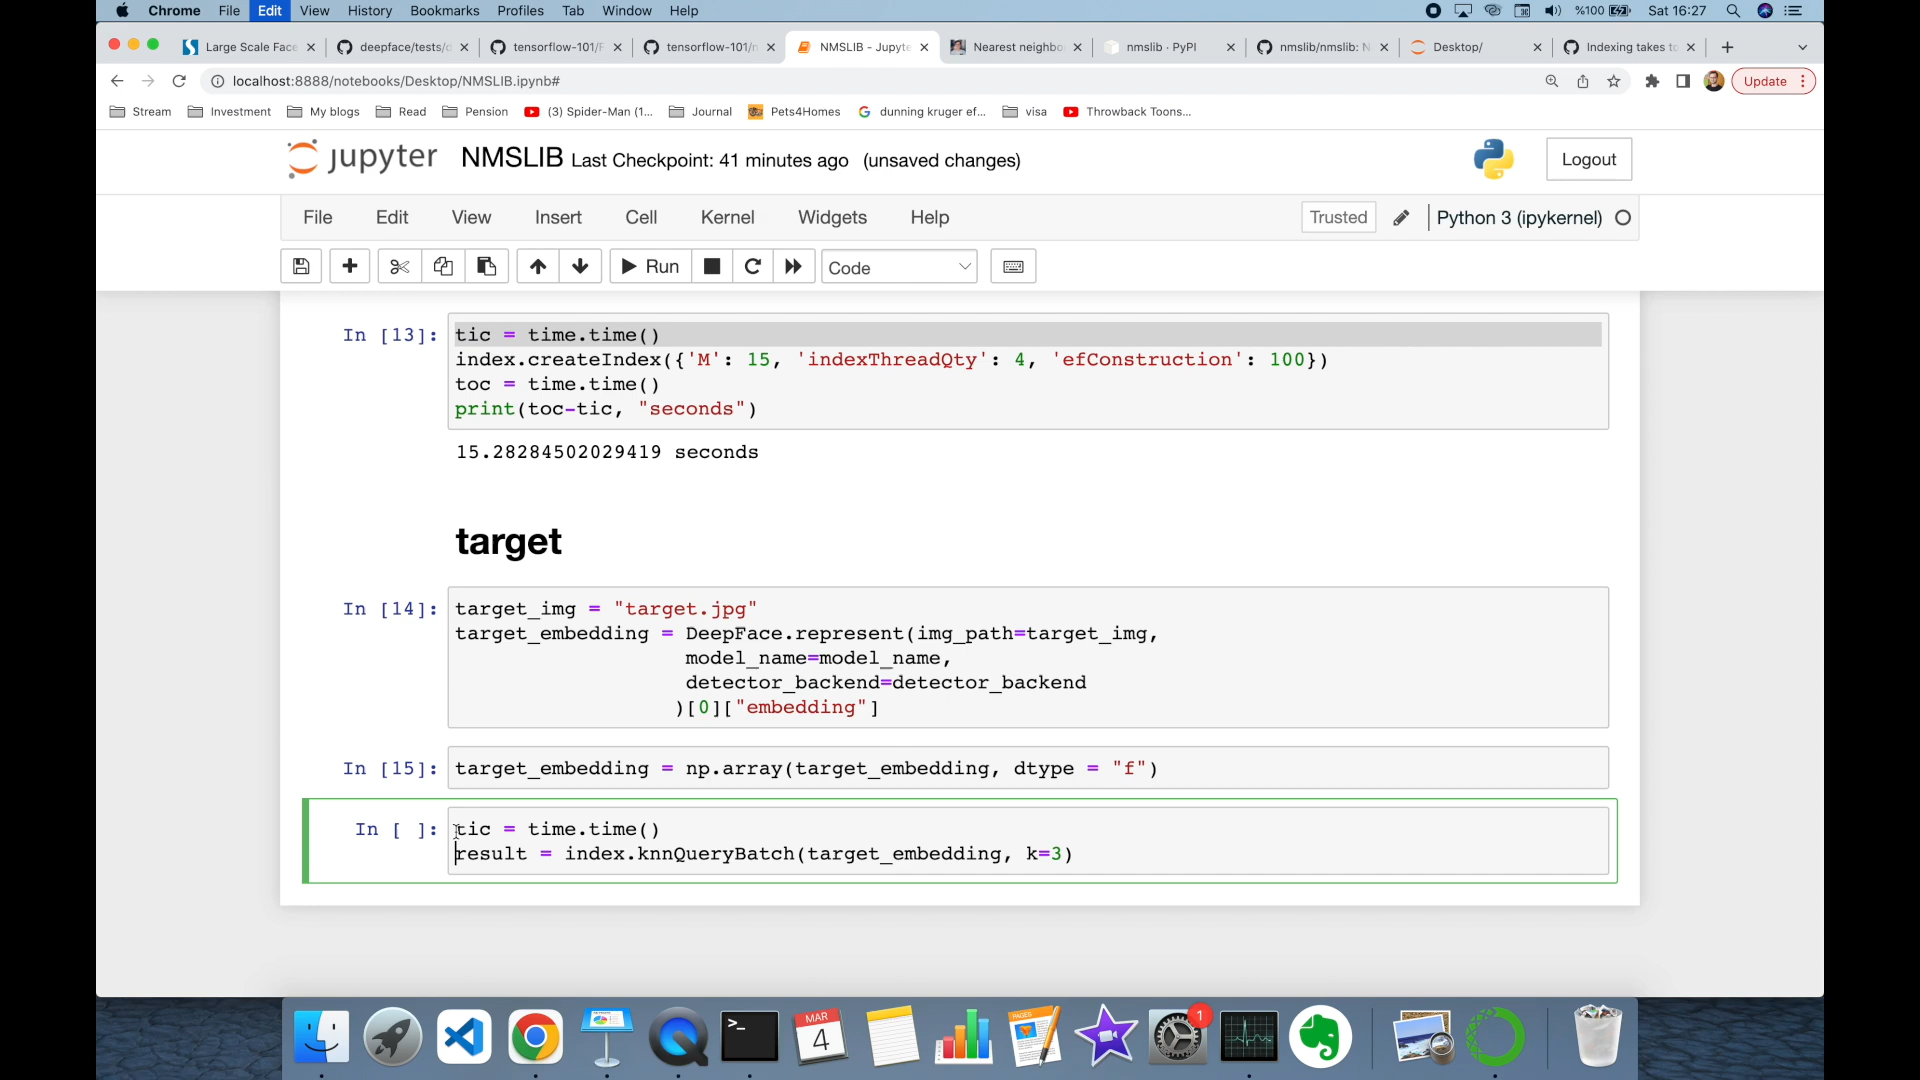 Chrome File Edit View History Bookmarks Profiles Tab Window Help %100 Sat 16:27
Large Scale Face deepface/tests/d tensorflow-101/F tensorflow-101/n NMSLIB - Jupyte Nearest neighbo nmslib · PyPI nmslib/nmslib: N Desktop/ Indexing takes to
localhost:8888/notebooks/Desktop/NMSLIB.ipynb# Update
Stream Investment My blogs Read Pension (3) Spider-Man (1... Journal Pets4Homes dunning kruger ef... visa Throwback Toons...
jupyter NMSLIB Last Checkpoint: 41 minutes ago (unsaved changes) Logout
File Edit View Insert Cell Kernel Widgets Help Trusted Python 3 (ipykernel)
Run Code
In [13]: tic = time.time()
index.createIndex({'M': 15, 'indexThreadQty': 4, 'efConstruction': 100})
toc = time.time()
print(toc-tic, "seconds")
15.28284502029419 seconds
target
In [14]: target_img = "target.jpg"
target_embedding = DeepFace.represent(img_path=target_img,
model_name=model_name,
detector_backend=detector_backend
)[0]["embedding"]
In [15]: target_embedding = np.array(target_embedding, dtype = "f")
In [ ]: tic = time.time()
result = index.knnQueryBatch(target_embedding, k=3)
MAR
4
PAGES
1